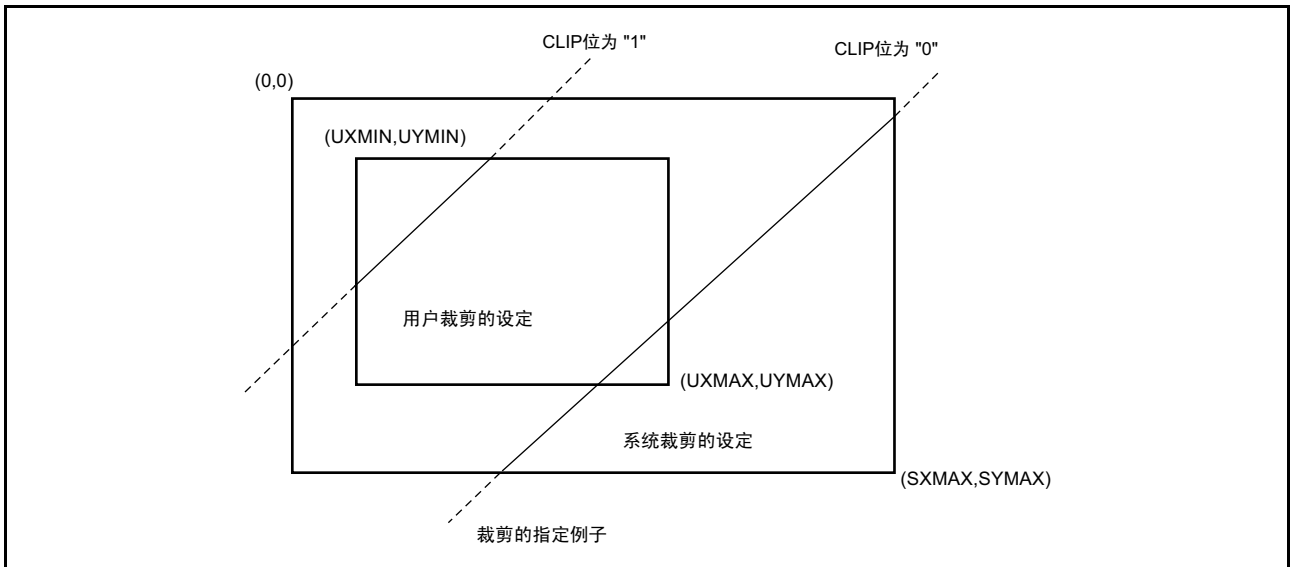 CLIP位为 "1"
CLIP位为 "0"
(0,0)
(UXMIN,UYMIN)
用户裁剪的设定
(UXMAX,UYMAX)
系统裁剪的设定
(SXMAX,SYMAX)
裁剪的指定例子